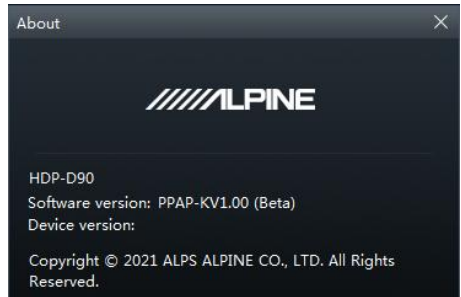 About
ALPINE
HDP-D90
Software version: PPAP-KV1.00 (Beta)
Device version:
Copyright © 2021 ALPS ALPINE CO., LTD. All Rights
Reserved.